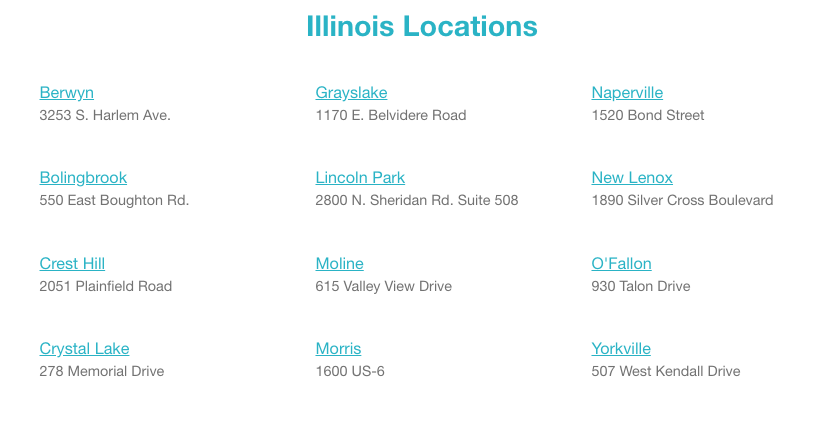 Illinois Locations
Berwyn
3253 S. Harlem Ave.
Bolingbrook
550 East Boughton Rd.
Crest Hill
2051 Plainfield Road
Crystal Lake
278 Memorial Drive
Grayslake
1170 E. Belvidere Road
Lincoln Park
2800 N. Sheridan Rd. Suite 508
Moline
615 Valley View Drive
Morris
1600 US-6
Naperville
1520 Bond Street
New Lenox
1890 Silver Cross Boulevard
O'Fallon
930 Talon Drive
Yorkville
507 West Kendall Drive